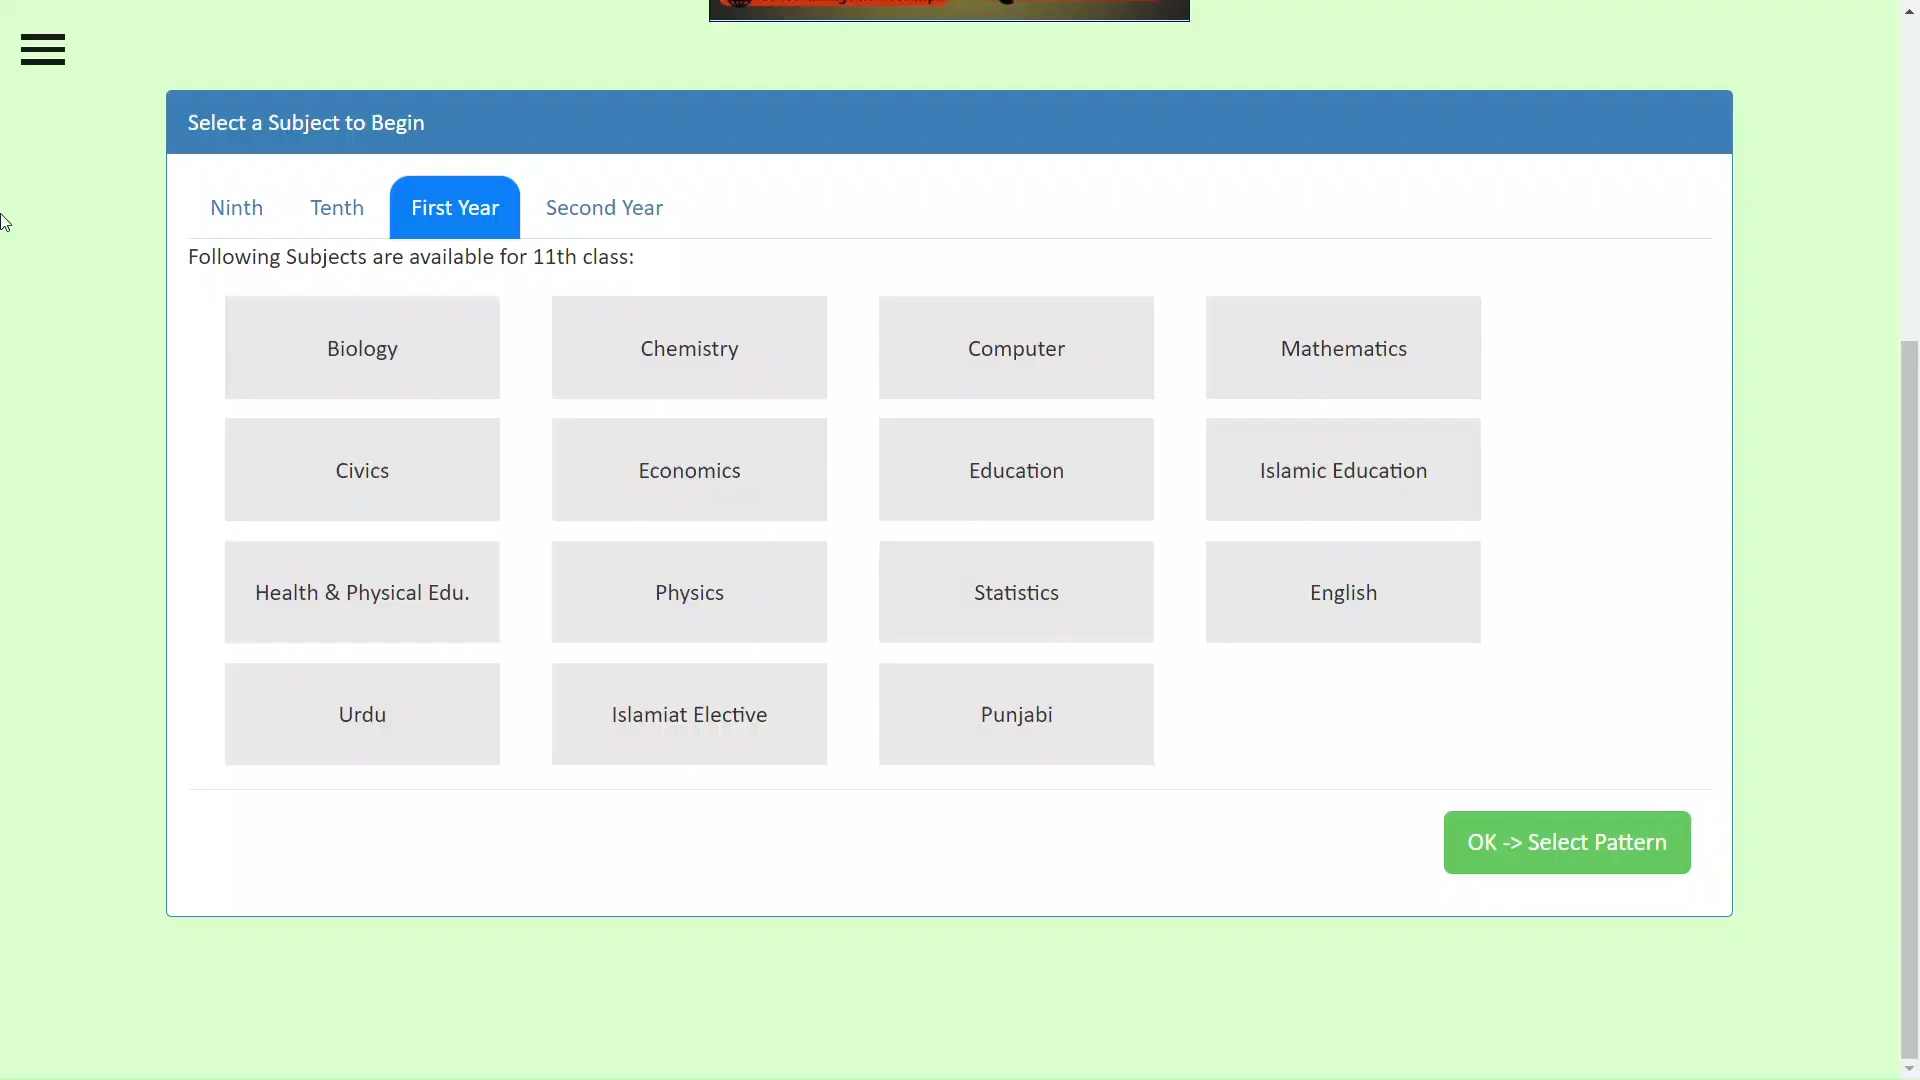 Select a Subject to Begin
Ninth Tenth First Year Second Year
Following Subjects are available for 11th class:
Biology Chemistry Computer Mathematics
Civics Economics Education Islamic Education
Health & Physical Edu. Physics Statistics English
Urdu Islamiat Elective Punjabi
OK -> Select Pattern